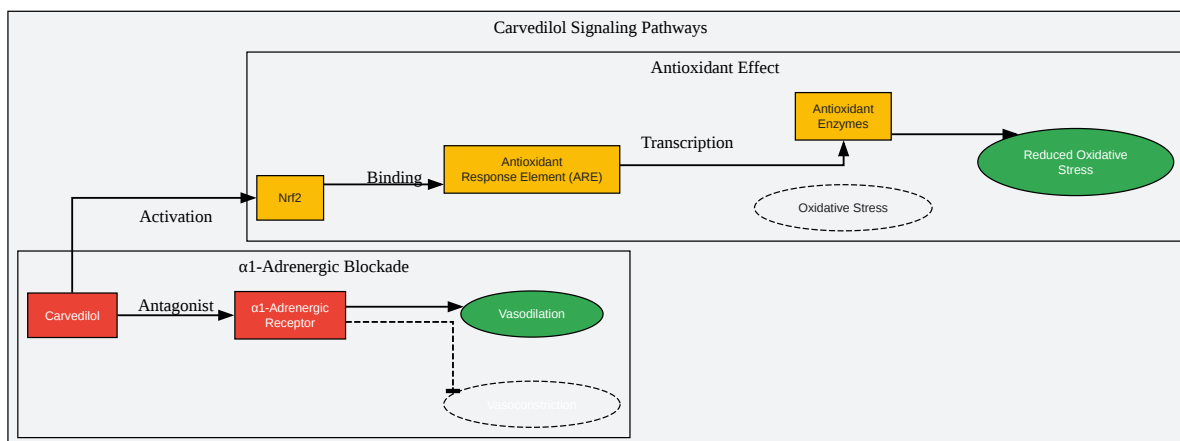 Carvedilol Signaling Pathways
Antioxidant Effect
Antioxidant
Enzymes
Transcription
Reduced Oxidative
Stress
Antioxidant
Response Element (ARE)
Binding
Nrf2
Oxidative Stress
Activation
α1-Adrenergic Blockade
Carvedilol
Antagonist
α1-Adrenergic
Receptor
Vasodilation
Vasoconstriction